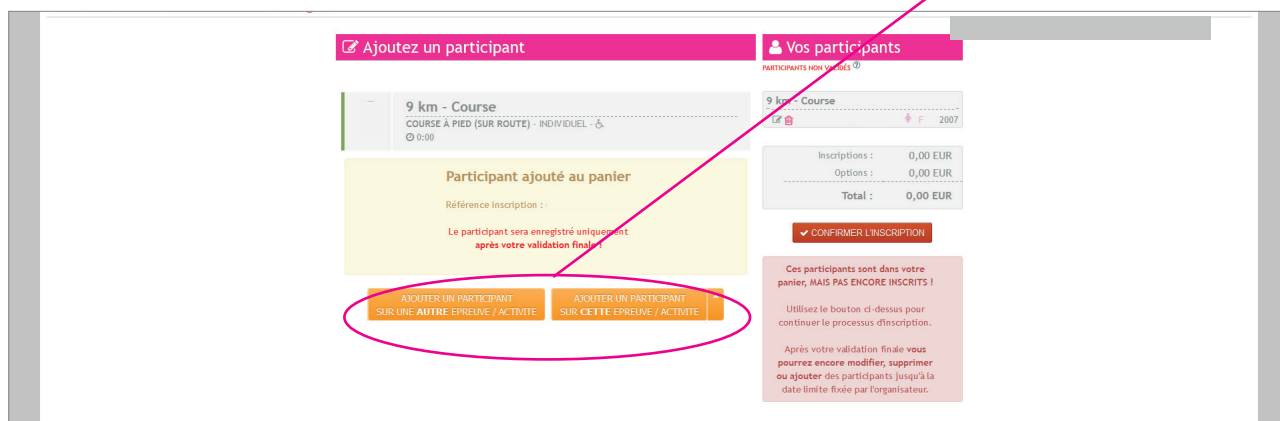 Ajoutez un participant
9 km - Course
COURSE À PIED (SUR ROUTE) - INDIVIDUEL -
0:00
Participant ajouté au panier
Référence inscription :
Le participant sera enregistré uniquement
après votre validation finale !
AJOUTER UN PARTICIPANT
SUR UNE AUTRE EPREUVE / ACTIVITE
AJOUTER UN PARTICIPANT
SUR CETTE EPREUVE / ACTIVITE
Vos participants
PARTICIPANTS NON VALIDÉS ?
9 km - Course
F 2007
Inscriptions : 0,00 EUR
Options : 0,00 EUR
Total : 0,00 EUR
CONFIRMER L'INSCRIPTION
Ces participants sont dans votre
panier, MAIS PAS ENCORE INSCRITS !
Utilisez le bouton ci-dessus pour
continuer le processus d'inscription.
Après votre validation finale vous
pourrez encore modifier, supprimer
ou ajouter des participants jusqu'à la
date limite fixée par l'organisateur.